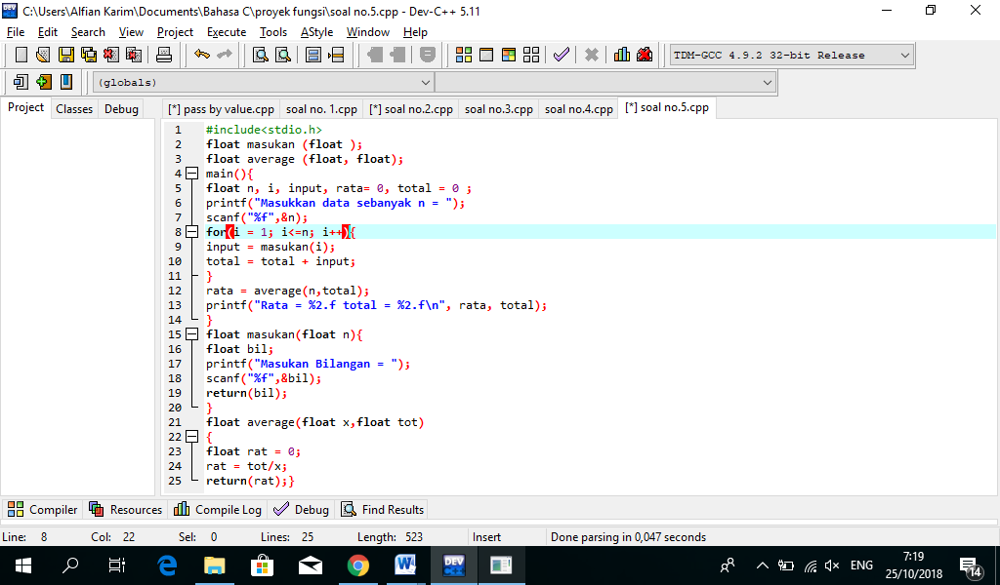 C:\Users\Alfian Karim\Documents\Bahasa C\proyek fungsi\soal no.5.cpp - Dev-C++ 5.11
File Edit Search View Project Execute Tools AStyle Window Help
TDM-GCC 4.9.2 32-bit Release
(globals)
Project Classes Debug [*] pass by value.cpp soal no. 1.cpp [*] soal no.2.cpp soal no.3.cpp soal no.4.cpp [*] soal no.5.cpp
1 #include<stdio.h>
2 float masukan (float );
3 float average (float, float);
4 main(){
5 float n, i, input, rata= 0, total = 0 ;
6 printf("Masukkan data sebanyak n = ");
7 scanf("%f",&n);
8 for(i = 1; i<=n; i++){
9 input = masukan(i);
10 total = total + input;
11 }
12 rata = average(n,total);
13 printf("Rata = %2.f total = %2.f\n", rata, total);
14 }
15 float masukan(float n){
16 float bil;
17 printf("Masukan Bilangan = ");
18 scanf("%f",&bil);
19 return(bil);
20 }
21 float average(float x,float tot)
22 {
23 float rat = 0;
24 rat = tot/x;
25 return(rat);}
Compiler Resources Compile Log Debug Find Results
Line: 8 Col: 22 Sel: 0 Lines: 25 Length: 523 Insert Done parsing in 0,047 seconds
DEV
ENG
7:19
25/10/2018
14